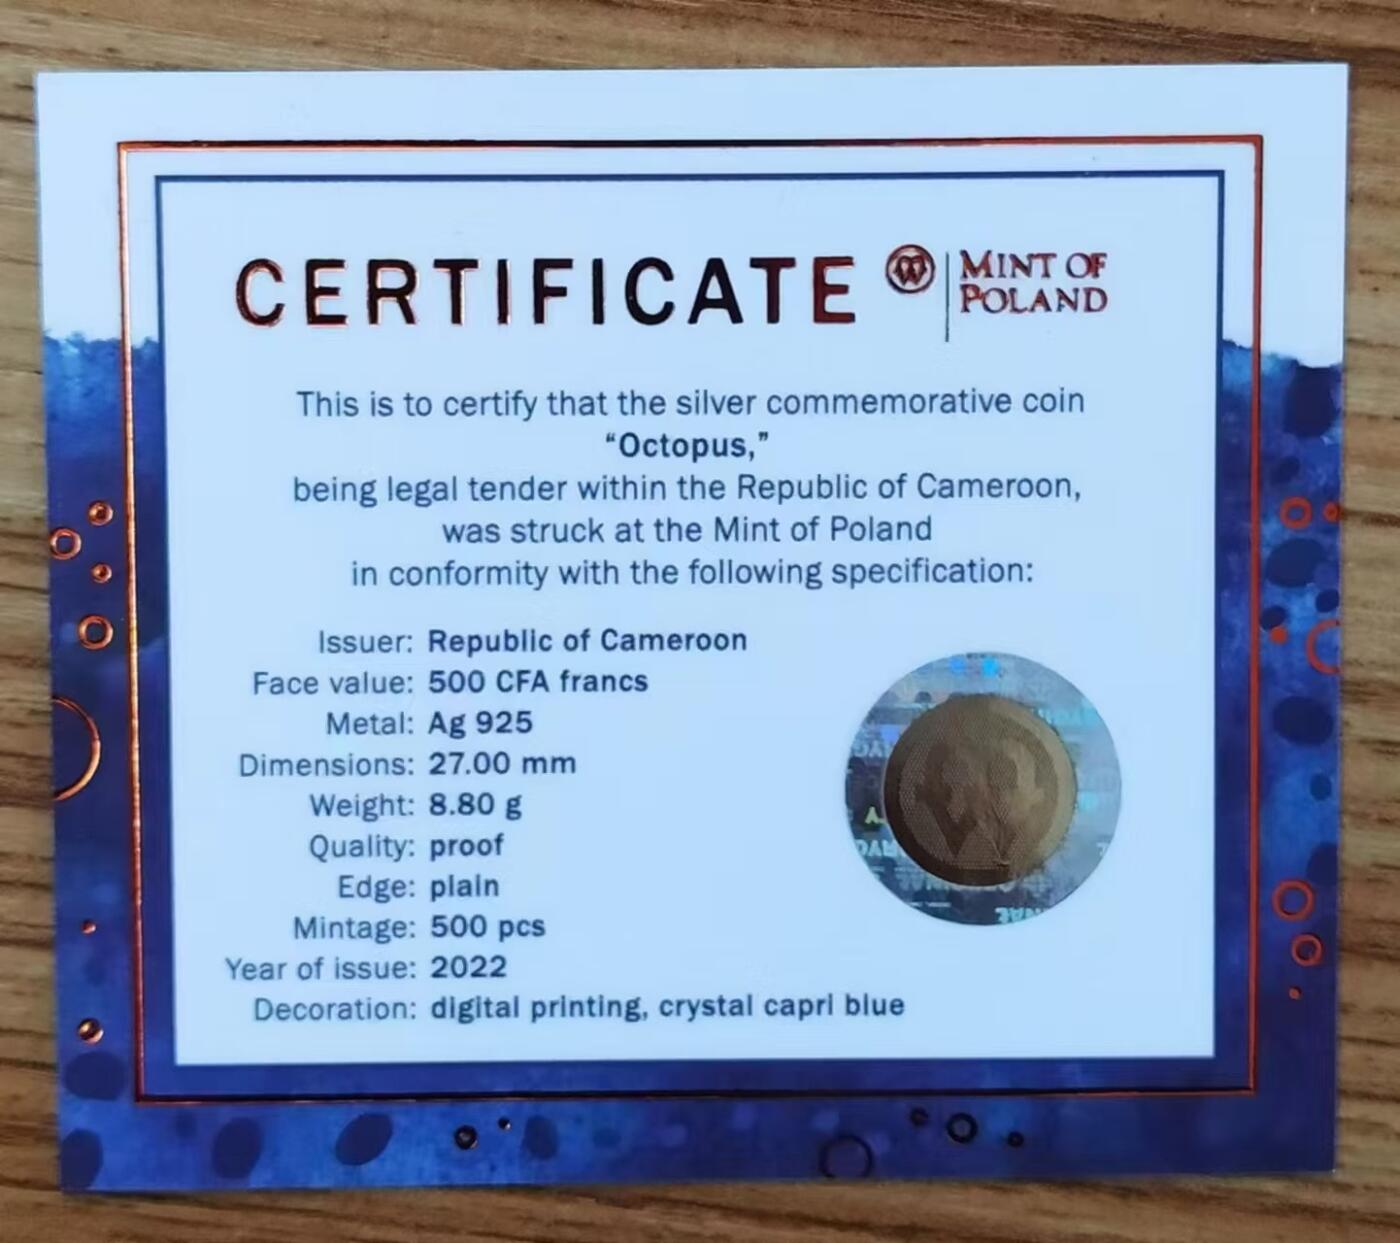 CERTIFICATE
MINT OF
POLAND
This is to certify that the silver commemorative coin
“Octopus,”
being legal tender within the Republic of Cameroon,
was struck at the Mint of Poland
in conformity with the following specification:
Issuer: Republic of Cameroon
Face value: 500 CFA francs
Metal: Ag 925
Dimensions: 27.00 mm
Weight: 8.80 g
Quality: proof
Edge: plain
Mintage: 500 pcs
Year of issue: 2022
Decoration: digital printing, crystal capri blue